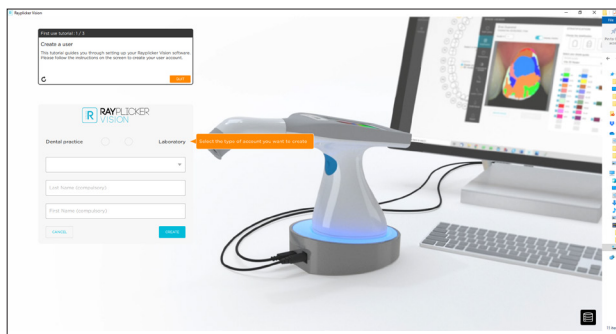 Rayplicker Vision
First use tutorial: 1 / 3
Create a user
This tutorial guides you through setting up your Rayplicker Vision software.
Please follow the instructions on the screen to create your user account.
RAYPLICKER
VISION
Dental practice
Laboratory
Select the type of account you want to create
Last Name (compulsory)
First Name (compulsory)
CANCEL
CREATE